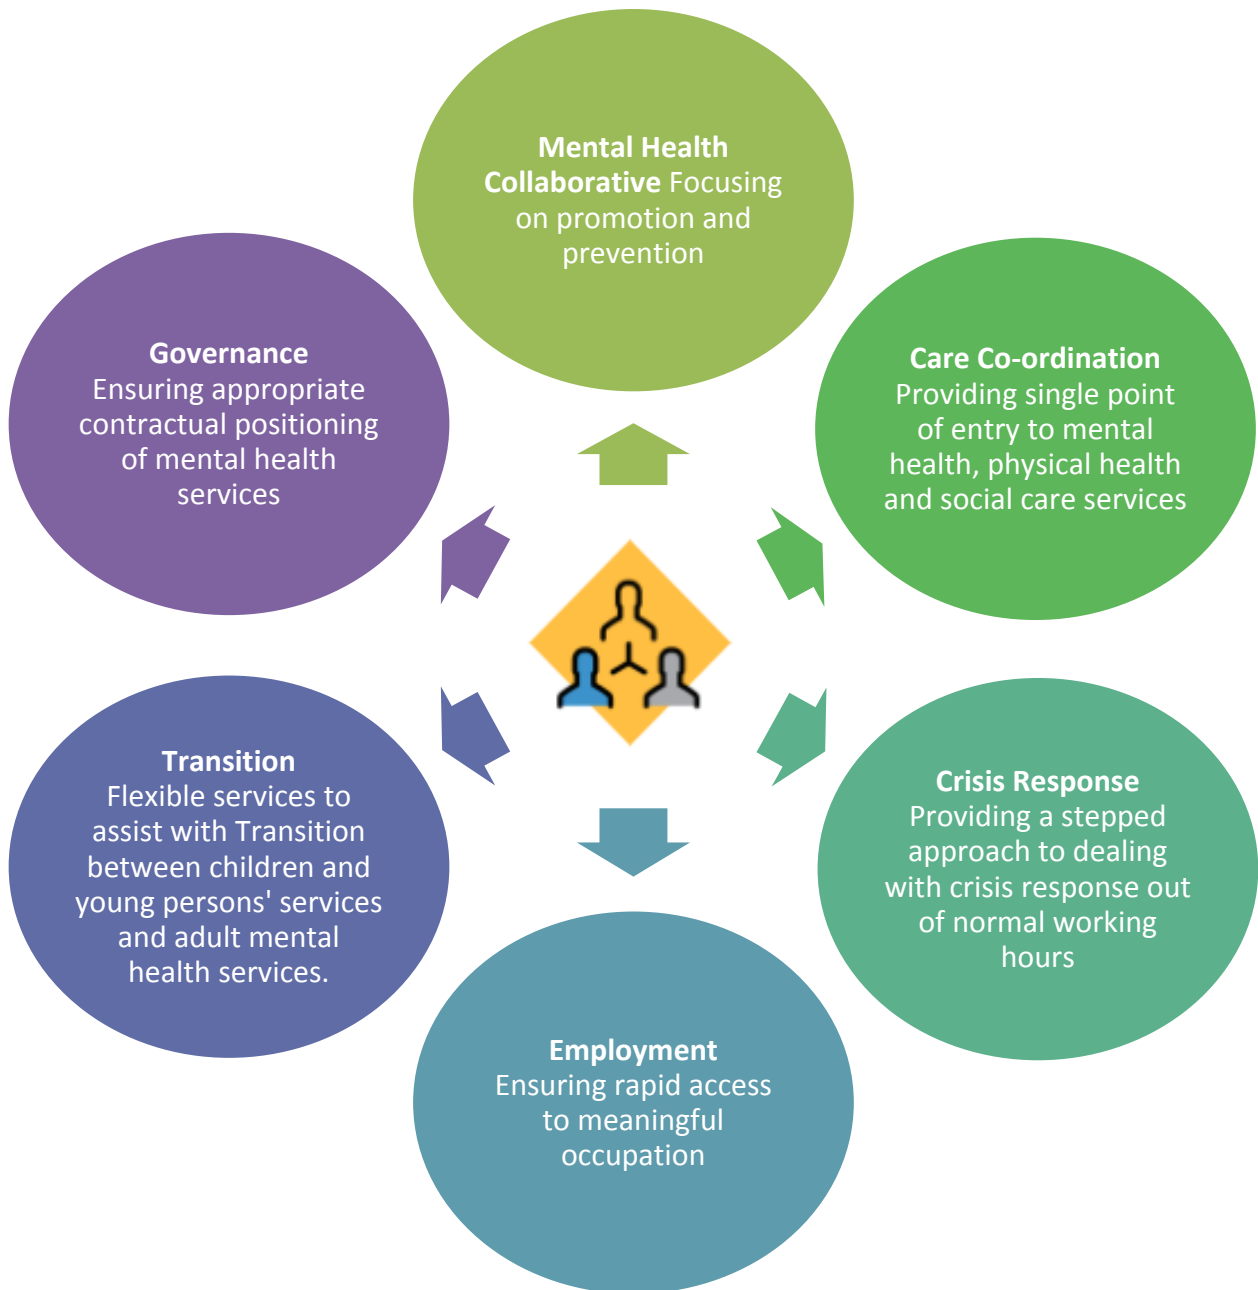 Mental Health
Collaborative Focusing
on promotion and
prevention
Care Co-ordination
Providing single point
of entry to mental
health, physical health
and social care services
Crisis Response
Providing a stepped
approach to dealing
with crisis response out
of normal working
hours
Employment
Ensuring rapid access
to meaningful
occupation
Transition
Flexible services to
assist with Transition
between children and
young persons' services
and adult mental
health services.
Governance
Ensuring appropriate
contractual positioning
of mental health
services